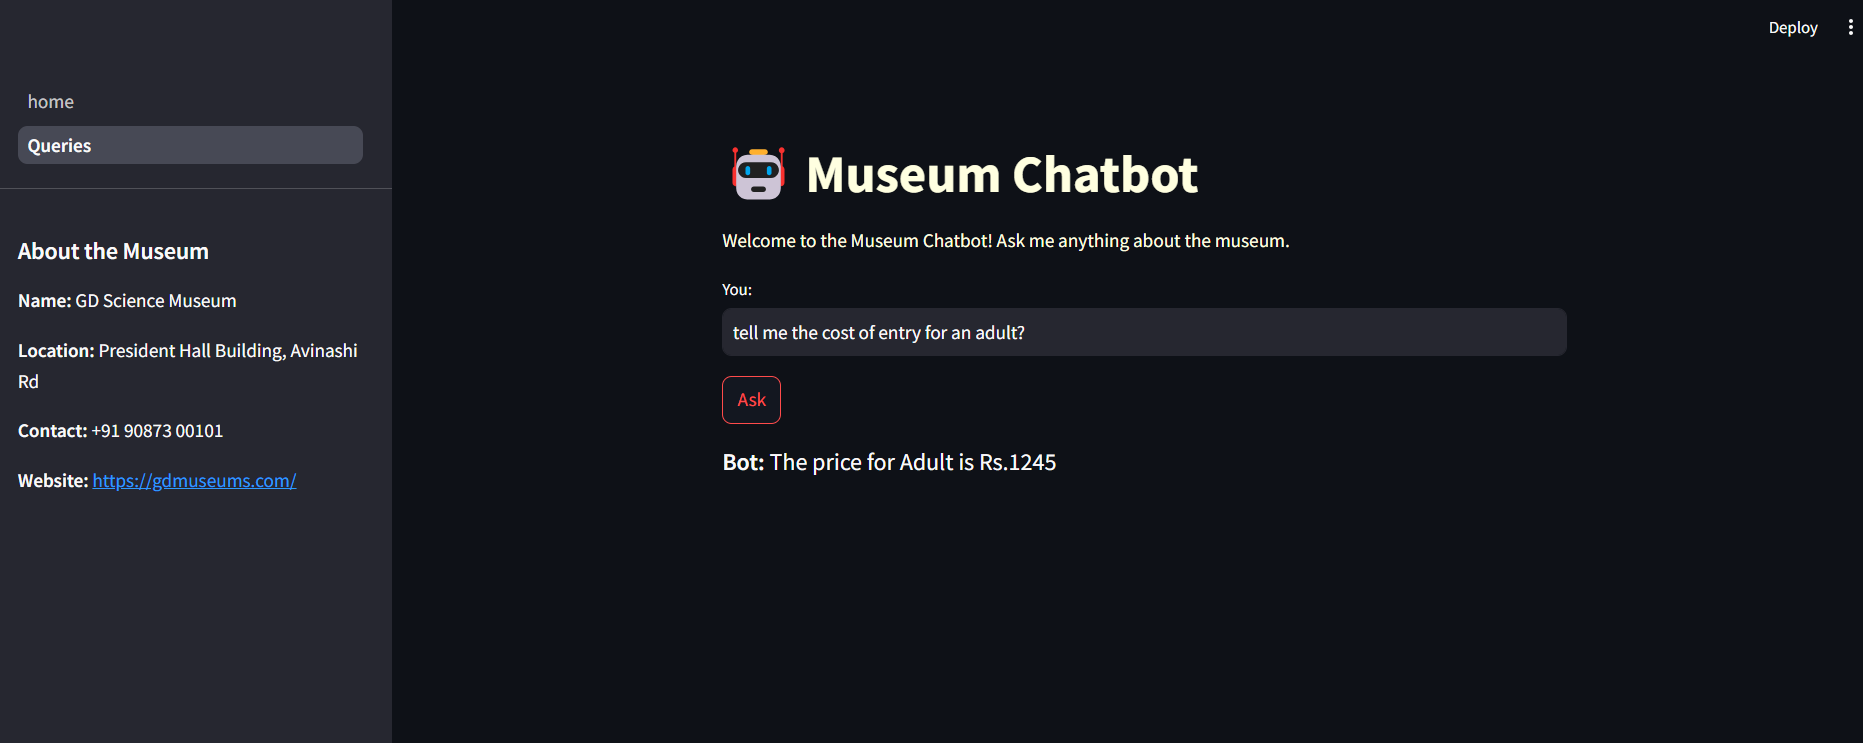 Deploy
home
Queries
About the Museum
Name: GD Science Museum
Location: President Hall Building, Avinashi
Rd
Contact: +91 90873 00101
Website: https://gdmuseums.com/
Museum Chatbot
Welcome to the Museum Chatbot! Ask me anything about the museum.
You:
tell me the cost of entry for an adult?
Ask
Bot: The price for Adult is Rs.1245